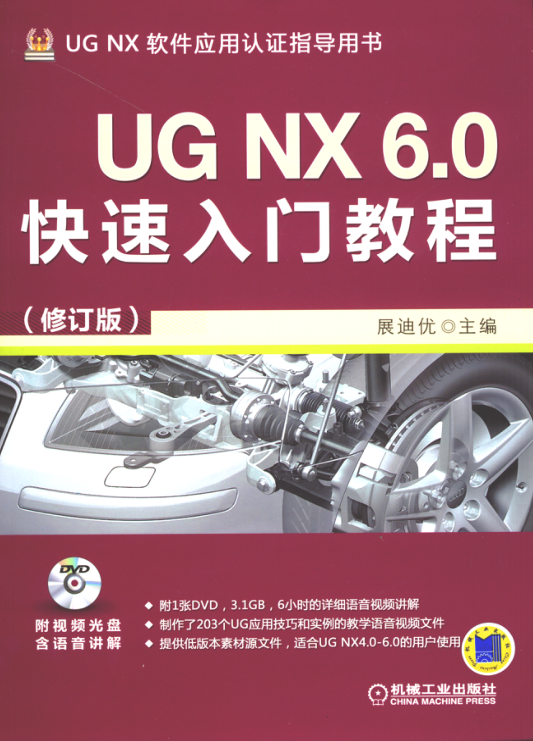 UG NX 软件应用认证指导用书
UG NX 6.0
快速入门教程
（修订版）
展迪优◎主编
DVD
附视频光盘
含语音讲解
◆ 附1张DVD，3.1GB，6小时的详细语音视频讲解
◆ 制作了203个UG应用技巧和实例的教学语音视频文件
◆ 提供低版本素材源文件，适合UG NX4.0-6.0的用户使用
机械工业出版社
CHINA MACHINE PRESS